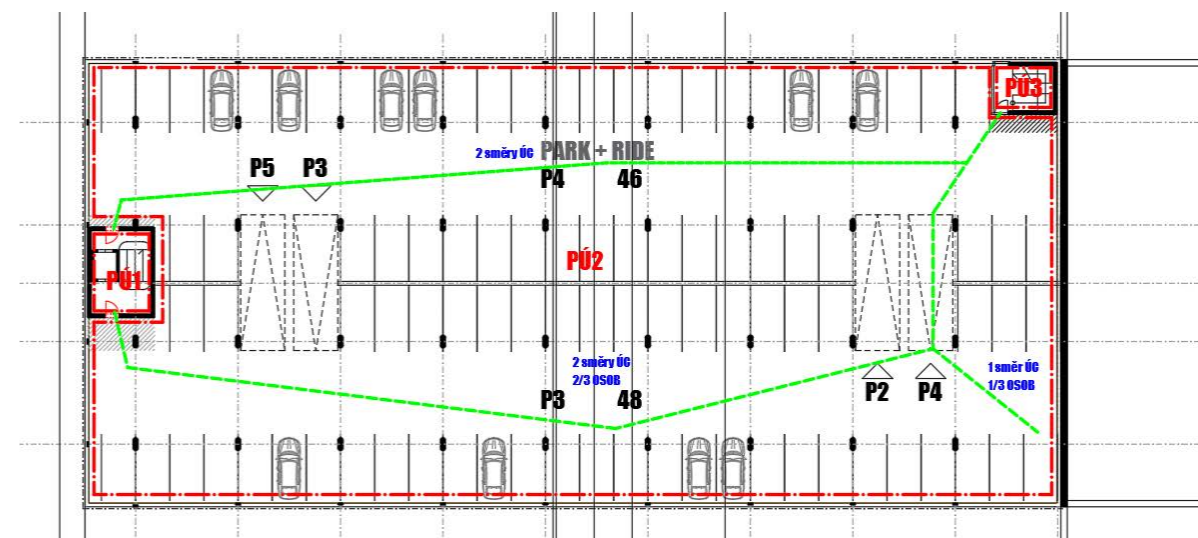 PÚ3
2 směry ÚC PARK + RIDE
P5 P3
P4 46
PÚ2
PÚ1
2 směry ÚC
2/3 OSOB
1 směr ÚC
1/3 OSOB
P3 48
P2 P4